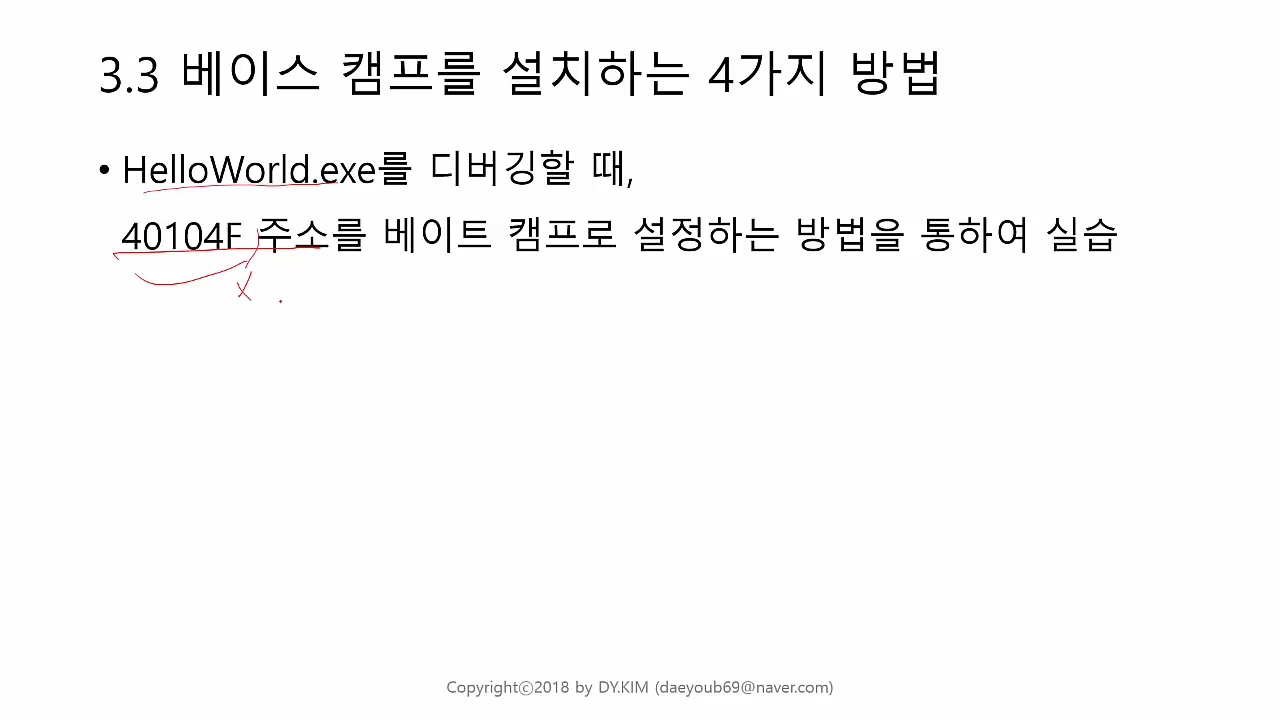 3.3 베이스 캠프를 설치하는 4가지 방법
• HelloWorld.exe를 디버깅할 때,
40104F 주소를 베이트 캠프로 설정하는 방법을 통하여 실습
x
Copyrightⓒ2018 by DY.KIM (daeyoub69@naver.com)